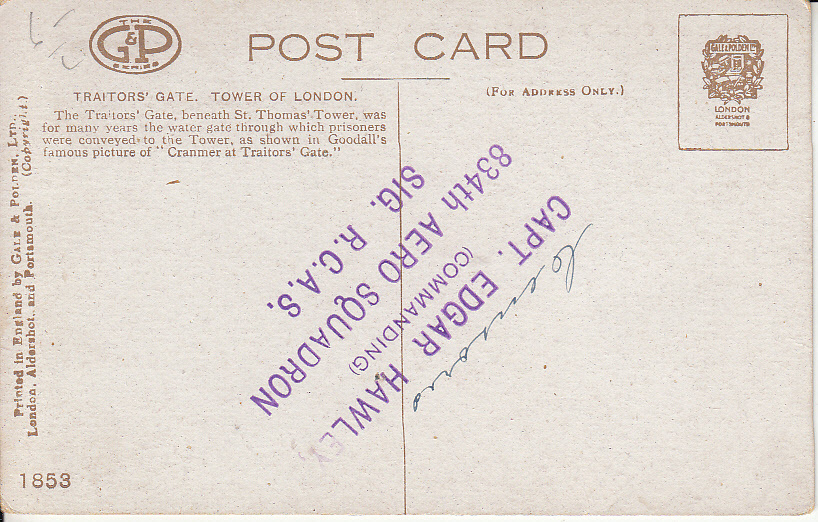 THE
G&P
SERIES
POST CARD
TRAITORS' GATE. TOWER OF LONDON.
The Traitors' Gate, beneath St. Thomas' Tower, was
for many years the water gate through which prisoners
were conveyed to the Tower, as shown in Goodall's
famous picture of "Cranmer at Traitors' Gate."
(FOR ADDRESS ONLY.)
GALE & POLDEN LTD
LONDON
ALDERSHOT &
PORTSMOUTH
Printed in England by GALE & POLDEN, LTD.,
London, Aldershot, and Portsmouth. (Copyright.)
CAPT. EDGAR HAWLEY,
(COMMANDING)
834th AERO SQUADRON
SIG. R.C.A.S.
Censored
1853